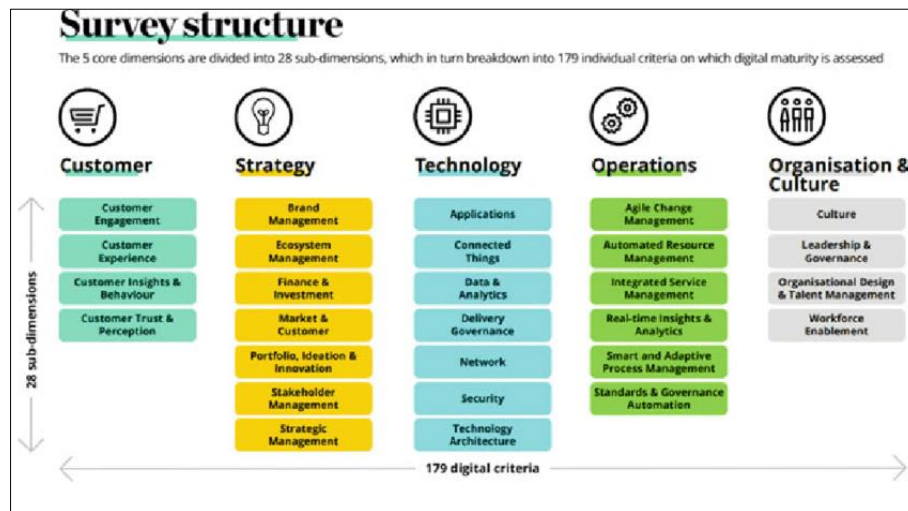 Survey structure
The 5 core dimensions are divided into 28 sub-dimensions, which in turn breakdown into 179 individual criteria on which digital maturity is assessed
Customer
Customer
Engagement
Customer
Experience
Customer Insights &
Behaviour
Customer Trust &
Perception
Strategy
Brand
Management
Ecosystem
Management
Finance &
Investment
Market &
Customer
Portfolio, Ideation &
Innovation
Stakeholder
Management
Strategic
Management
Technology
Applications
Connected
Things
Data &
Analytics
Delivery
Governance
Network
Security
Technology
Architecture
Operations
Agile Change
Management
Automated Resource
Management
Integrated Service
Management
Real-time Insights &
Analytics
Smart and Adaptive
Process Management
Standards & Governance
Automation
Organisation &
Culture
Culture
Leadership &
Governance
Organisational Design
& Talent Management
Workforce
Enablement
28 sub-dimensions
179 digital criteria